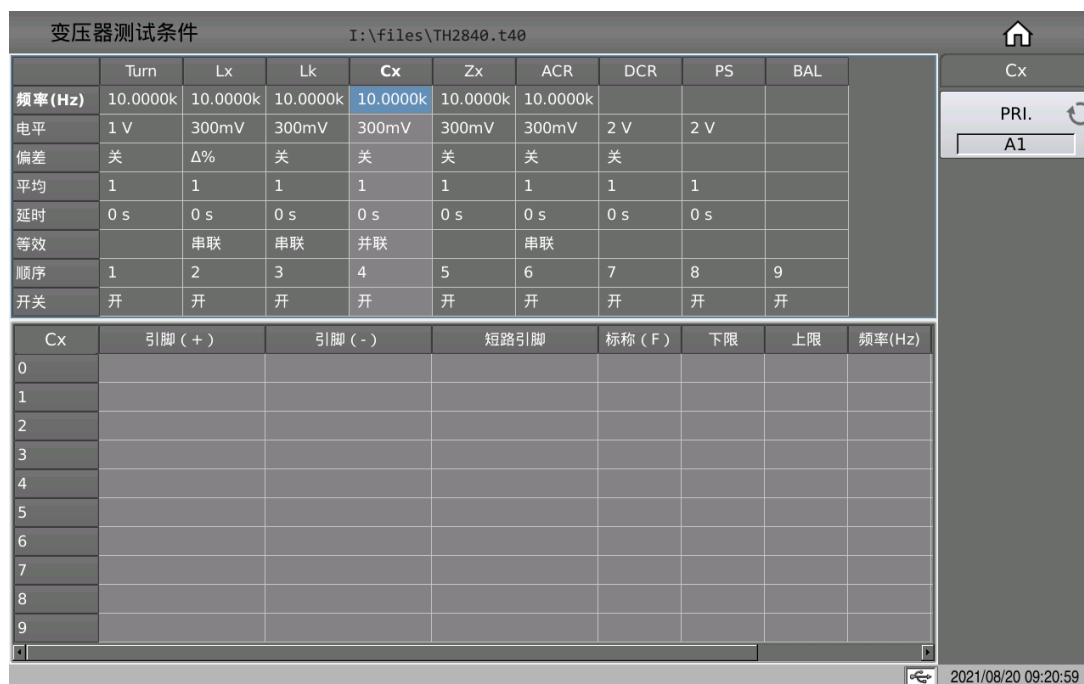 变压器测试条件 I:\files\TH2840.t40
Turn Lx Lk Cx Zx ACR DCR PS BAL Cx
频率(Hz) 10.0000k 10.0000k 10.0000k 10.0000k 10.0000k 10.0000k
PRI.
电平 1 V 300mV 300mV 300mV 300mV 300mV 2 V 2 V
A1
偏差 关 Δ% 关 关 关 关 关
平均 1 1 1 1 1 1 1 1
延时 0 s 0 s 0 s 0 s 0 s 0 s 0 s 0 s
等效 串联 串联 并联 串联
顺序 1 2 3 4 5 6 7 8 9
开关 开 开 开 开 开 开 开 开 开
Cx 引脚(+) 引脚(-) 短路引脚 标称(F) 下限 上限 频率(Hz)
0
1
2
3
4
5
6
7
8
9
2021/08/20 09:20:59